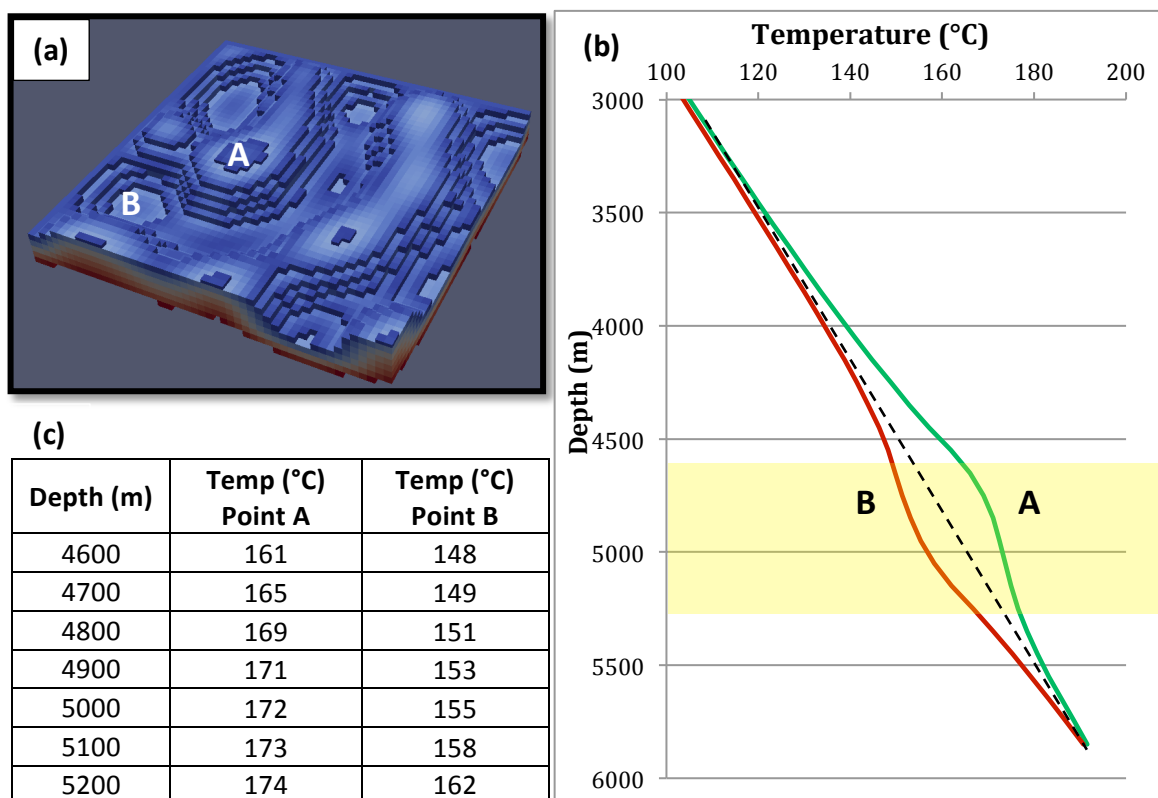 (a)
A
B
(c)
Depth (m)
Temp (°C)
Point A
Temp (°C)
Point B
4600 161 148
4700 165 149
4800 169 151
4900 171 153
5000 172 155
5100 173 158
5200 174 162
(b)
Temperature (°C)
100 120 140 160 180 200
Depth (m)
3000
3500
4000
4500
5000
5500
6000
B
A